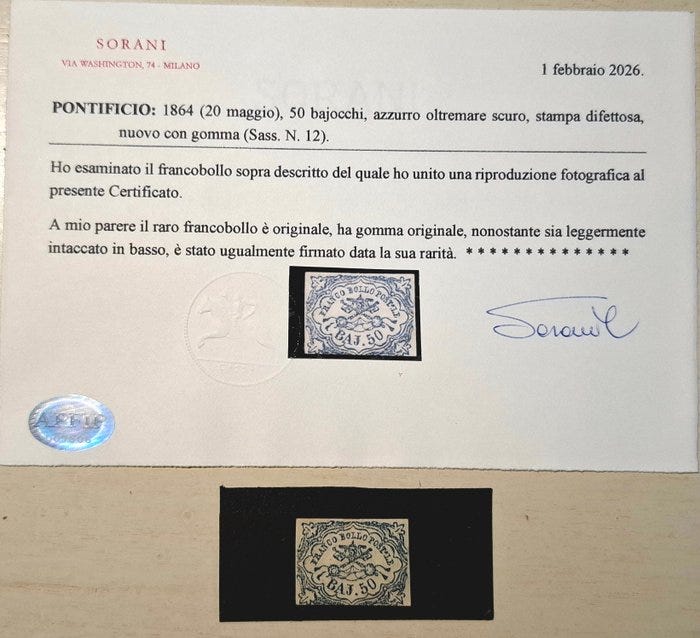 SORANI
VIA WASHINGTON, 74 - MILANO
1 febbraio 2026.
PONTIFICIO: 1864 (20 maggio), 50 bajocchi, azzurro oltremare scuro, stampa difettosa,
nuovo con gomma (Sass. N. 12).
Ho esaminato il francobollo sopra descritto del quale ho unito una riproduzione fotografica al
presente Certificato.
A mio parere il raro francobollo è originale, ha gomma originale, nonostante sia leggermente
intaccato in basso, è stato ugualmente firmato data la sua rarità. * * * * * * * * * * * * * *
FRANCO BOLLO POSTALE
BAJ. 50
Sorani
AFFIP
FRANCO BOLLO POSTALE
BAJ. 50